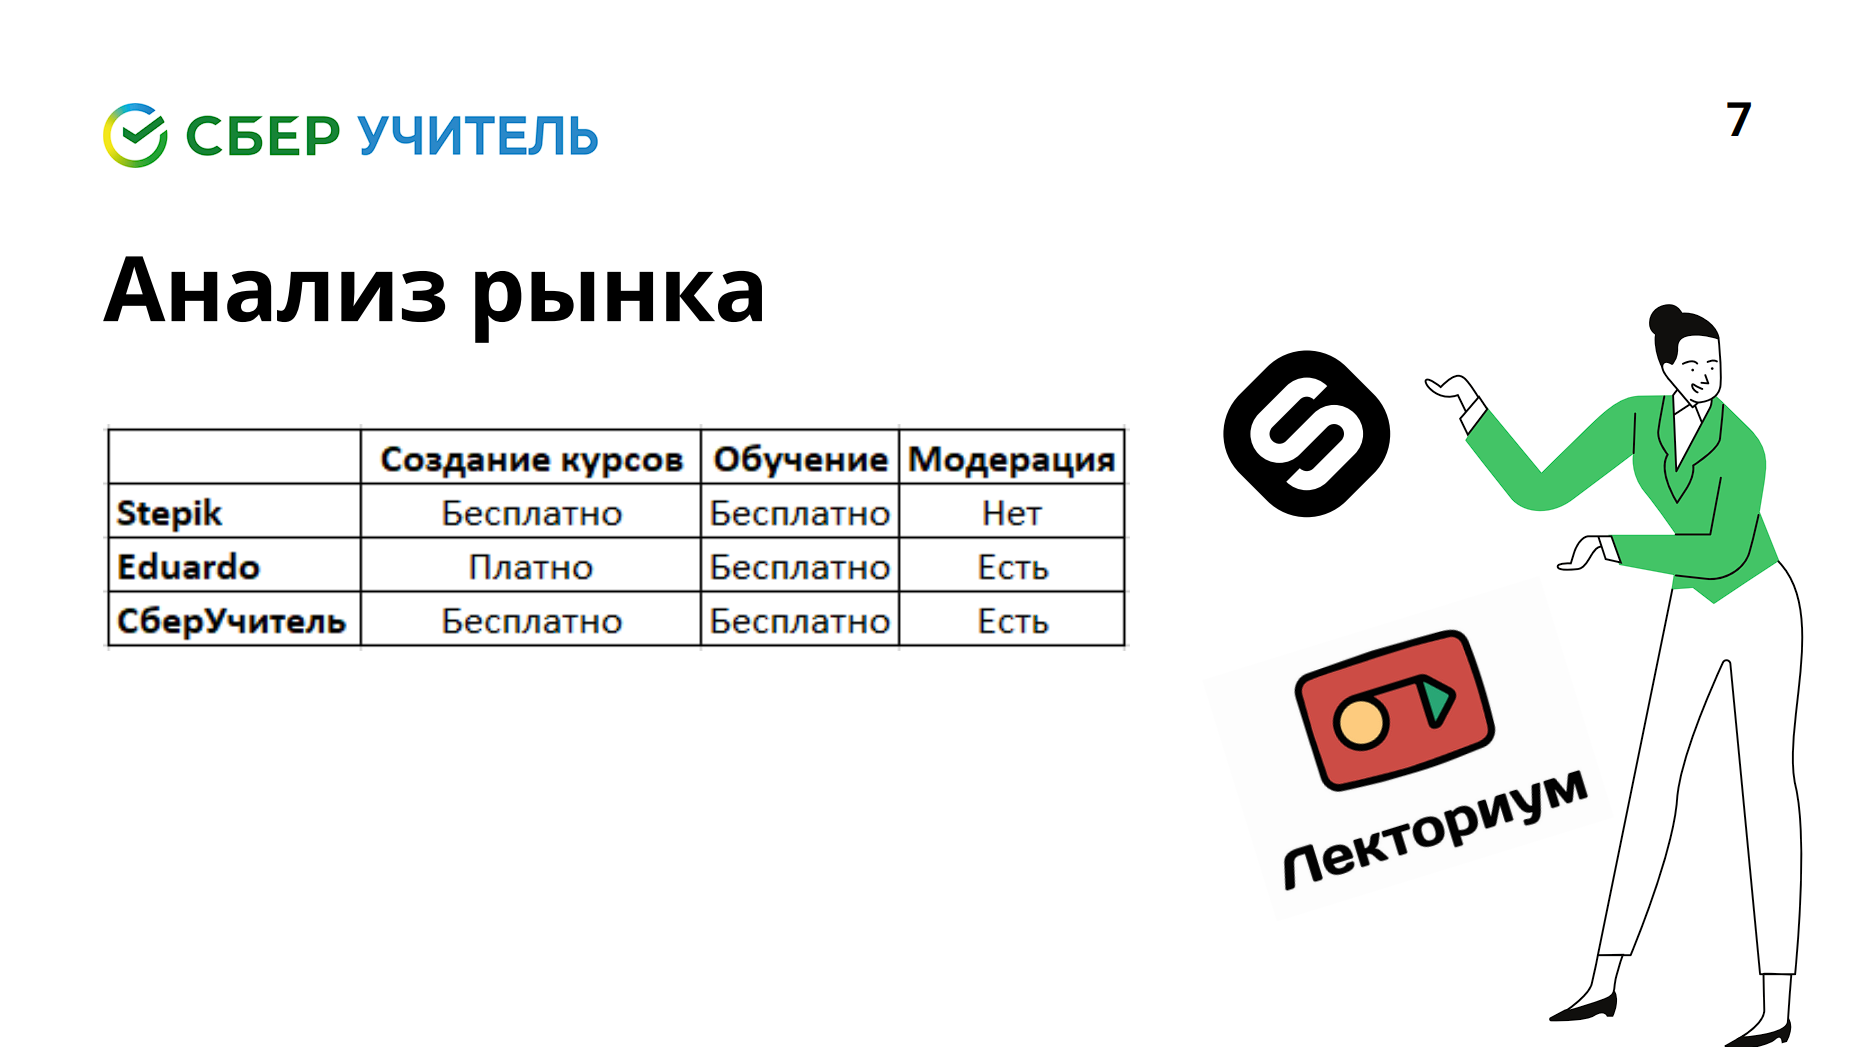 СБЕР УЧИТЕЛЬ
7
Анализ рынка
Создание курсов Обучение Модерация
Stepik Бесплатно Бесплатно Нет
Eduardo Платно Бесплатно Есть
СберУчитель Бесплатно Бесплатно Есть
Лекториум